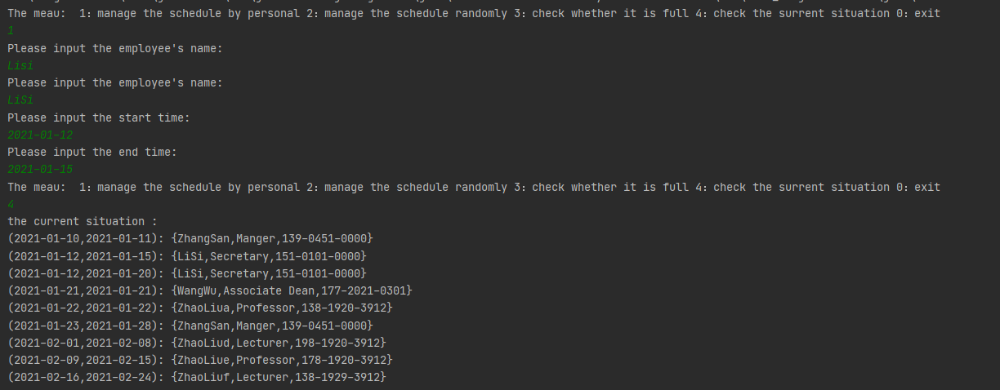 The meau:  1：manage the schedule by personal 2：manage the schedule randomly 3：check whether it is full 4：check the surrent situation 0：exit
1
Please input the employee's name:
Lisi
Please input the employee's name:
LiSi
Please input the start time:
2021-01-12
Please input the end time:
2021-01-15
The meau:  1：manage the schedule by personal 2：manage the schedule randomly 3：check whether it is full 4：check the surrent situation 0：exit
4
the current situation :
(2021-01-10,2021-01-11): {ZhangSan,Manger,139-0451-0000}
(2021-01-12,2021-01-15): {LiSi,Secretary,151-0101-0000}
(2021-01-12,2021-01-20): {LiSi,Secretary,151-0101-0000}
(2021-01-21,2021-01-21): {WangWu,Associate Dean,177-2021-0301}
(2021-01-22,2021-01-22): {ZhaoLiua,Professor,138-1920-3912}
(2021-01-23,2021-01-28): {ZhangSan,Manger,139-0451-0000}
(2021-02-01,2021-02-08): {ZhaoLiud,Lecturer,198-1920-3912}
(2021-02-09,2021-02-15): {ZhaoLiue,Professor,178-1920-3912}
(2021-02-16,2021-02-24): {ZhaoLiuf,Lecturer,138-1929-3912}